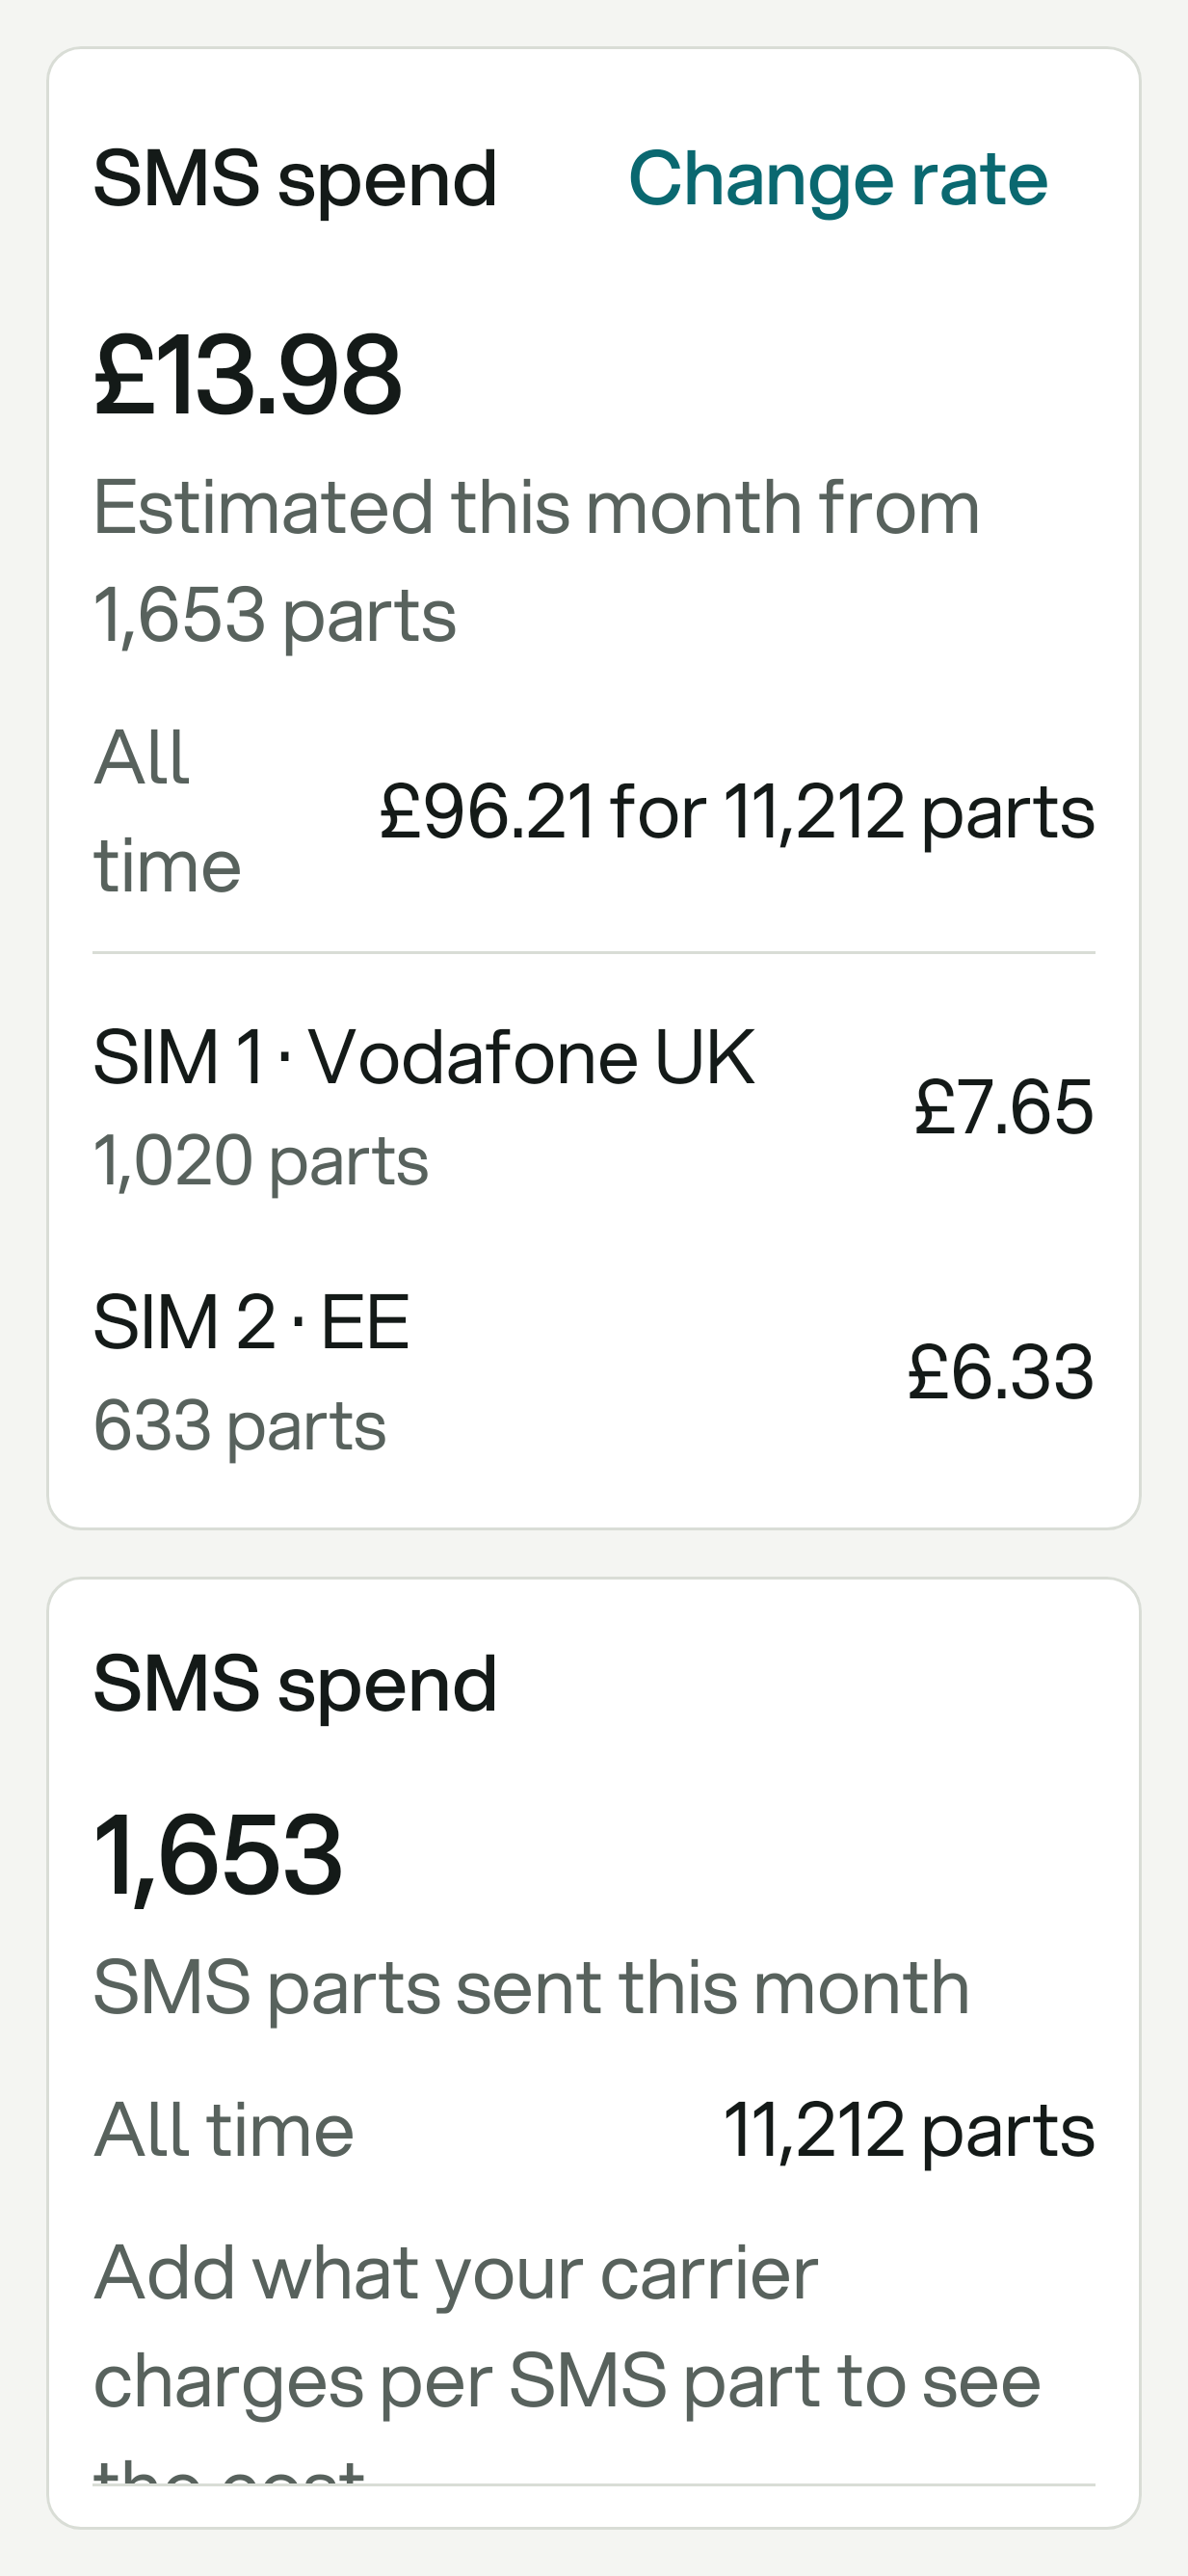 SMS spend
Change rate
£13.98
Estimated this month from
1,653 parts
All
time
£96.21 for 11,212 parts
SIM 1 · Vodafone UK
1,020 parts
£7.65
SIM 2 · EE
633 parts
£6.33
SMS spend
1,653
SMS parts sent this month
All time
11,212 parts
Add what your carrier
charges per SMS part to see
the cost